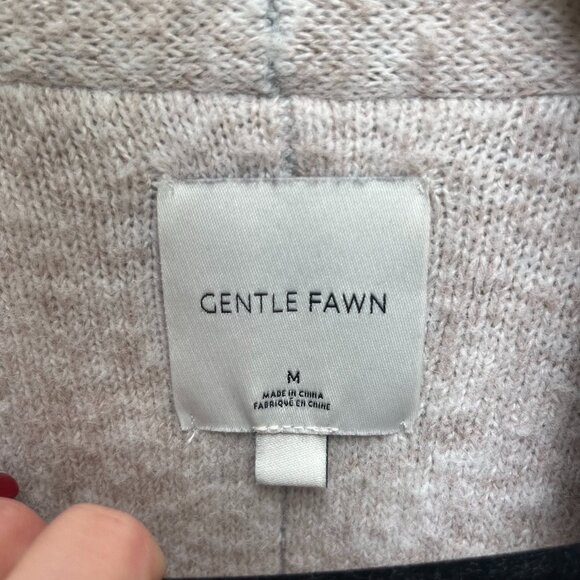 GENTLE FAWN
M
MADE IN CHINA
FABRIQUÉ EN CHINE